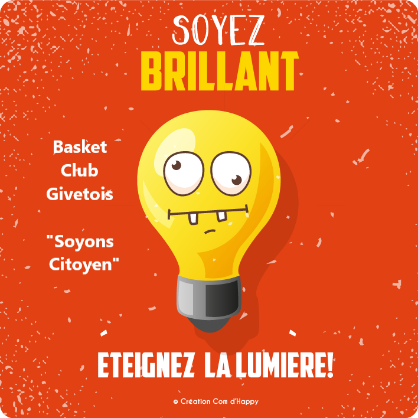 SOYEZ
BRILLANT
Basket
Club
Givetois
"Soyons
Citoyen"
ETEIGNEZ LA LUMIERE!
© Création Com d'Happy